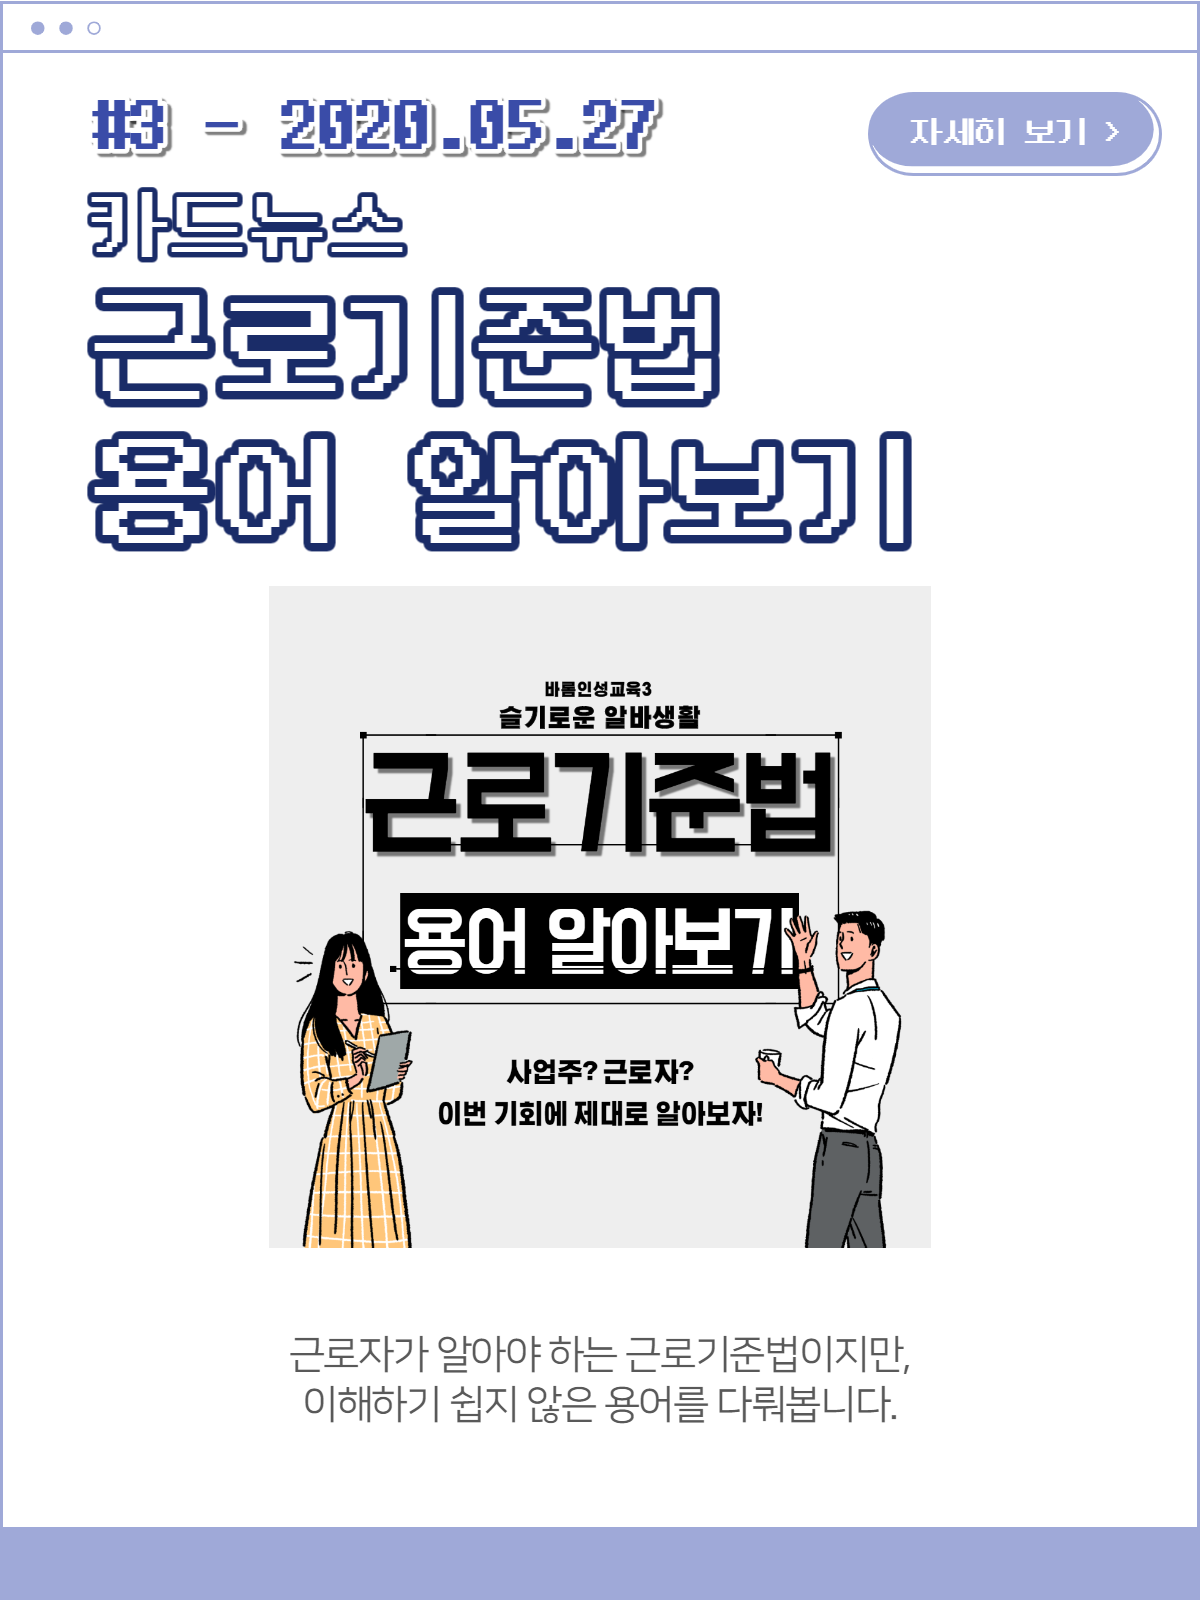 #3 - 2020.05.27
자세히 보기 >
카드뉴스
근로기준법
용어 알아보기
바롬인성교육3
슬기로운 알바생활
근로기준법
용어 알아보기
사업주? 근로자?
이번 기회에 제대로 알아보자!
근로자가 알아야 하는 근로기준법이지만,
이해하기 쉽지 않은 용어를 다뤄봅니다.